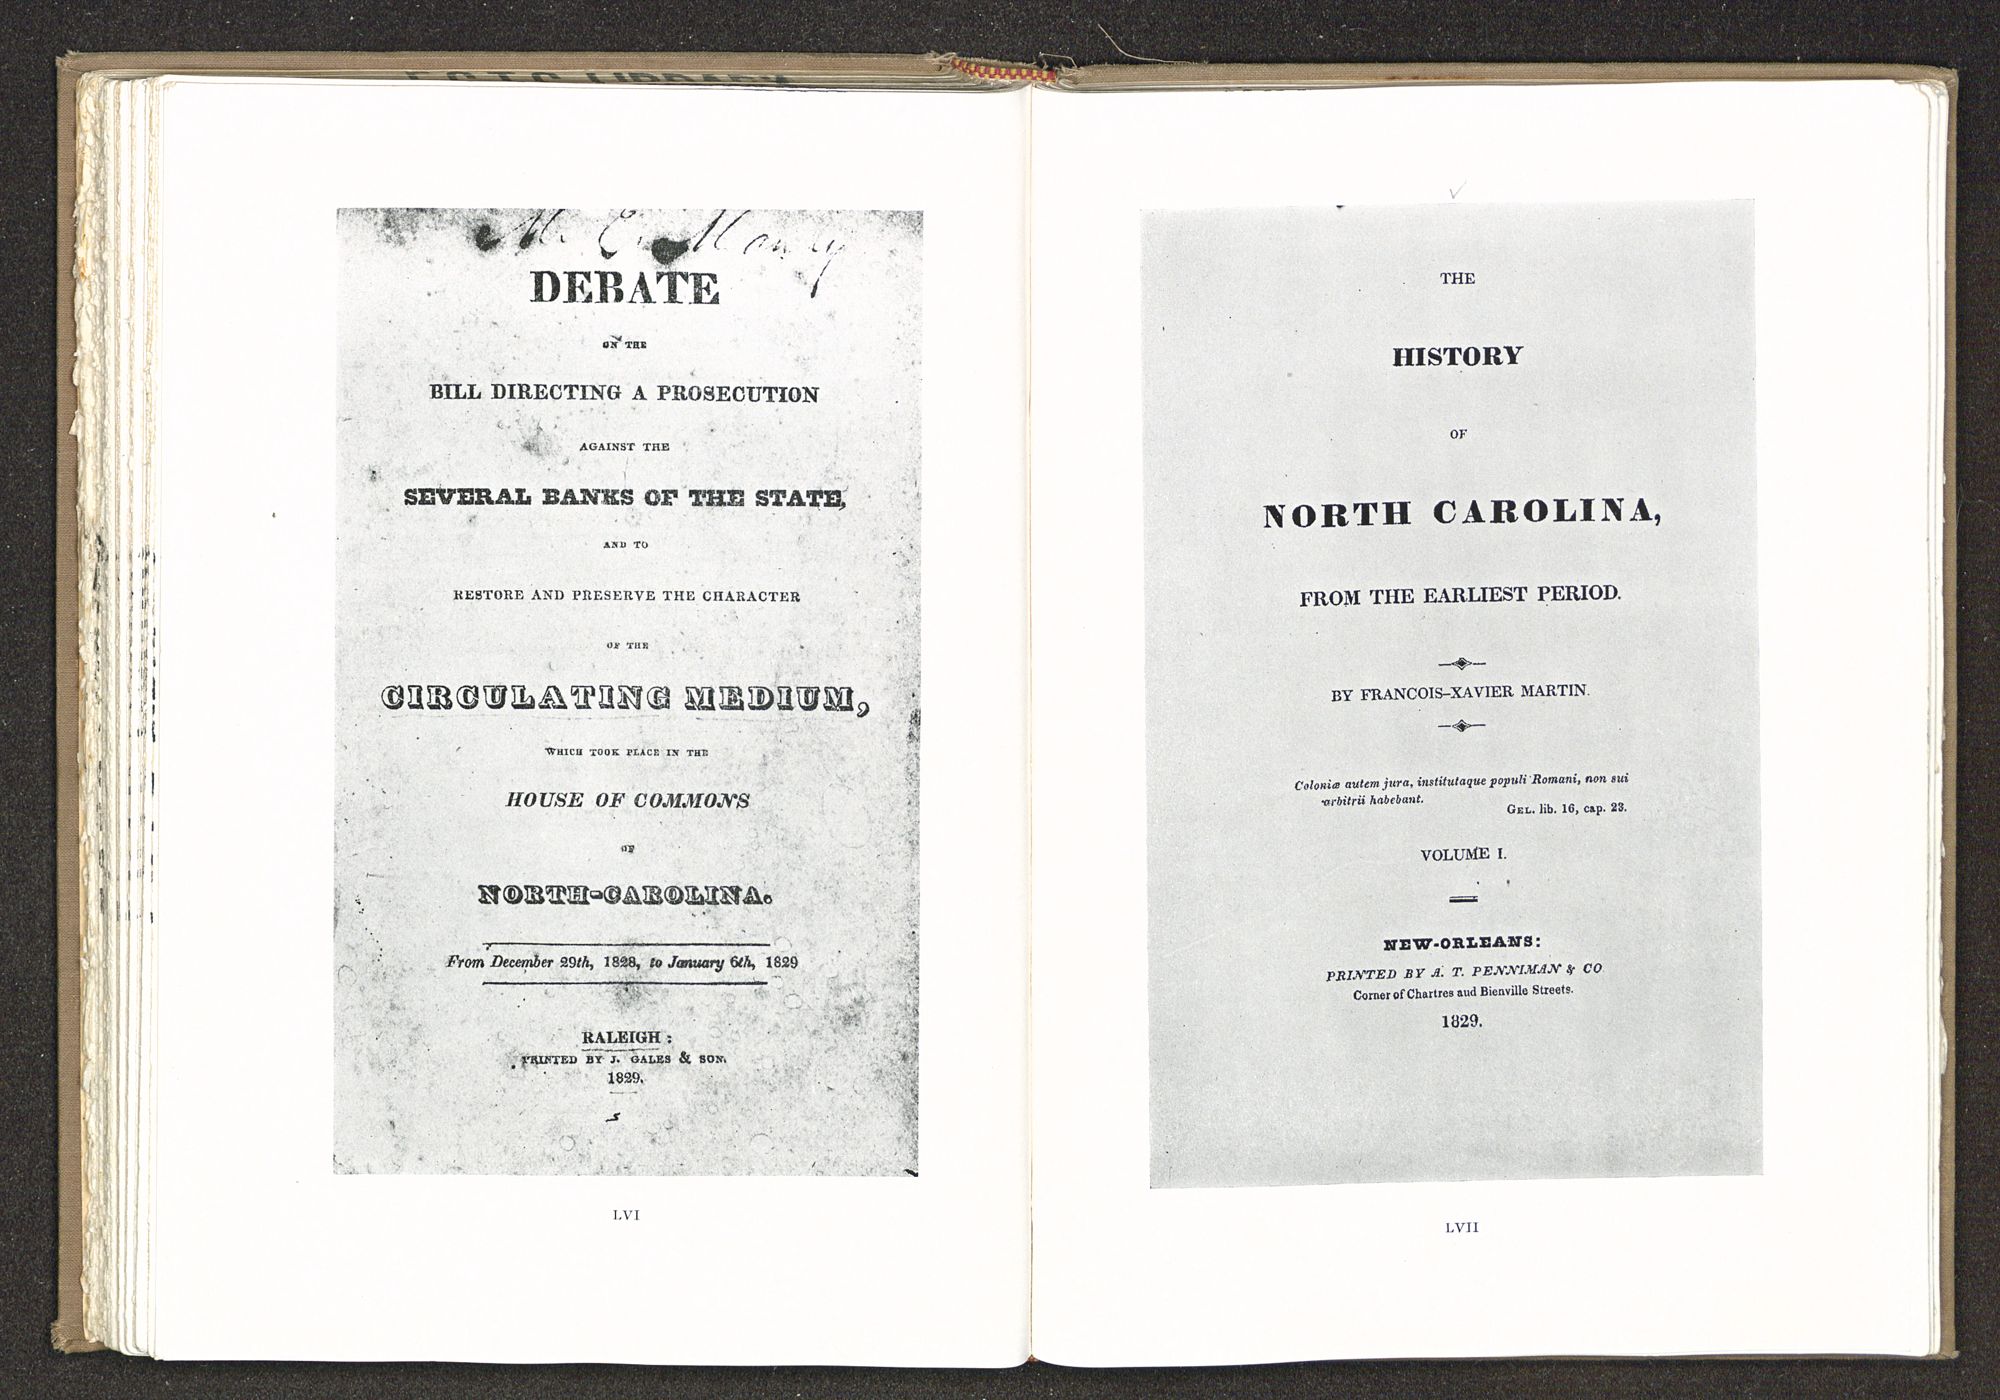 E.C.T.C. LIBRARY
DEBATE
ON THE
BILL DIRECTING A PROSECUTION
AGAINST THE
SEVERAL BANKS OF THE STATE,
AND TO
RESTORE AND PRESERVE THE CHARACTER
OF THE
CIRCULATING MEDIUM,
WHICH TOOK PLACE IN THE
HOUSE OF COMMONS
OF
NORTH-CAROLINA.
From December 29th, 1828, to January 6th, 1829
RALEIGH:
PRINTED BY J. GALES & SON.
1829.
LVI
THE
HISTORY
OF
NORTH CAROLINA,
FROM THE EARLIEST PERIOD.
BY FRANCOIS-XAVIER MARTIN.
Coloniæ autem jura, institutaque populi Romani, non sui
arbitrii habebant.
GEL. lib. 16, cap. 23.
VOLUME I.
NEW-ORLEANS:
PRINTED BY A. T. PENNIMAN & CO
Corner of Chartres aud Bienville Streets.
1829.
LVII